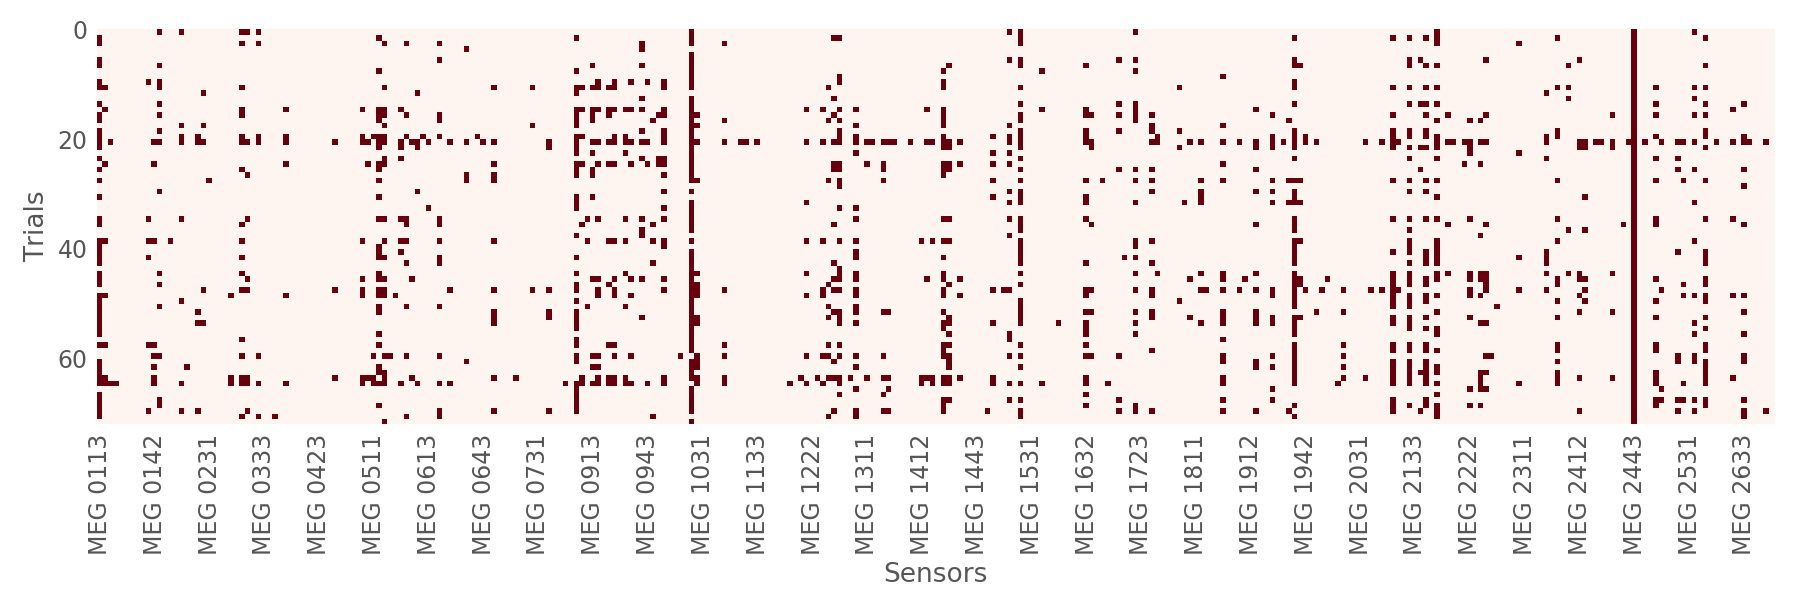 Trials
0
20
40
60
MEG 0113
MEG 0142
MEG 0231
MEG 0333
MEG 0423
MEG 0511
MEG 0613
MEG 0643
MEG 0731
MEG 0913
MEG 0943
MEG 1031
MEG 1133
MEG 1222
MEG 1311
MEG 1412
MEG 1443
MEG 1531
MEG 1632
MEG 1723
MEG 1811
MEG 1912
MEG 1942
MEG 2031
MEG 2133
MEG 2222
MEG 2311
MEG 2412
MEG 2443
MEG 2531
MEG 2633
Sensors